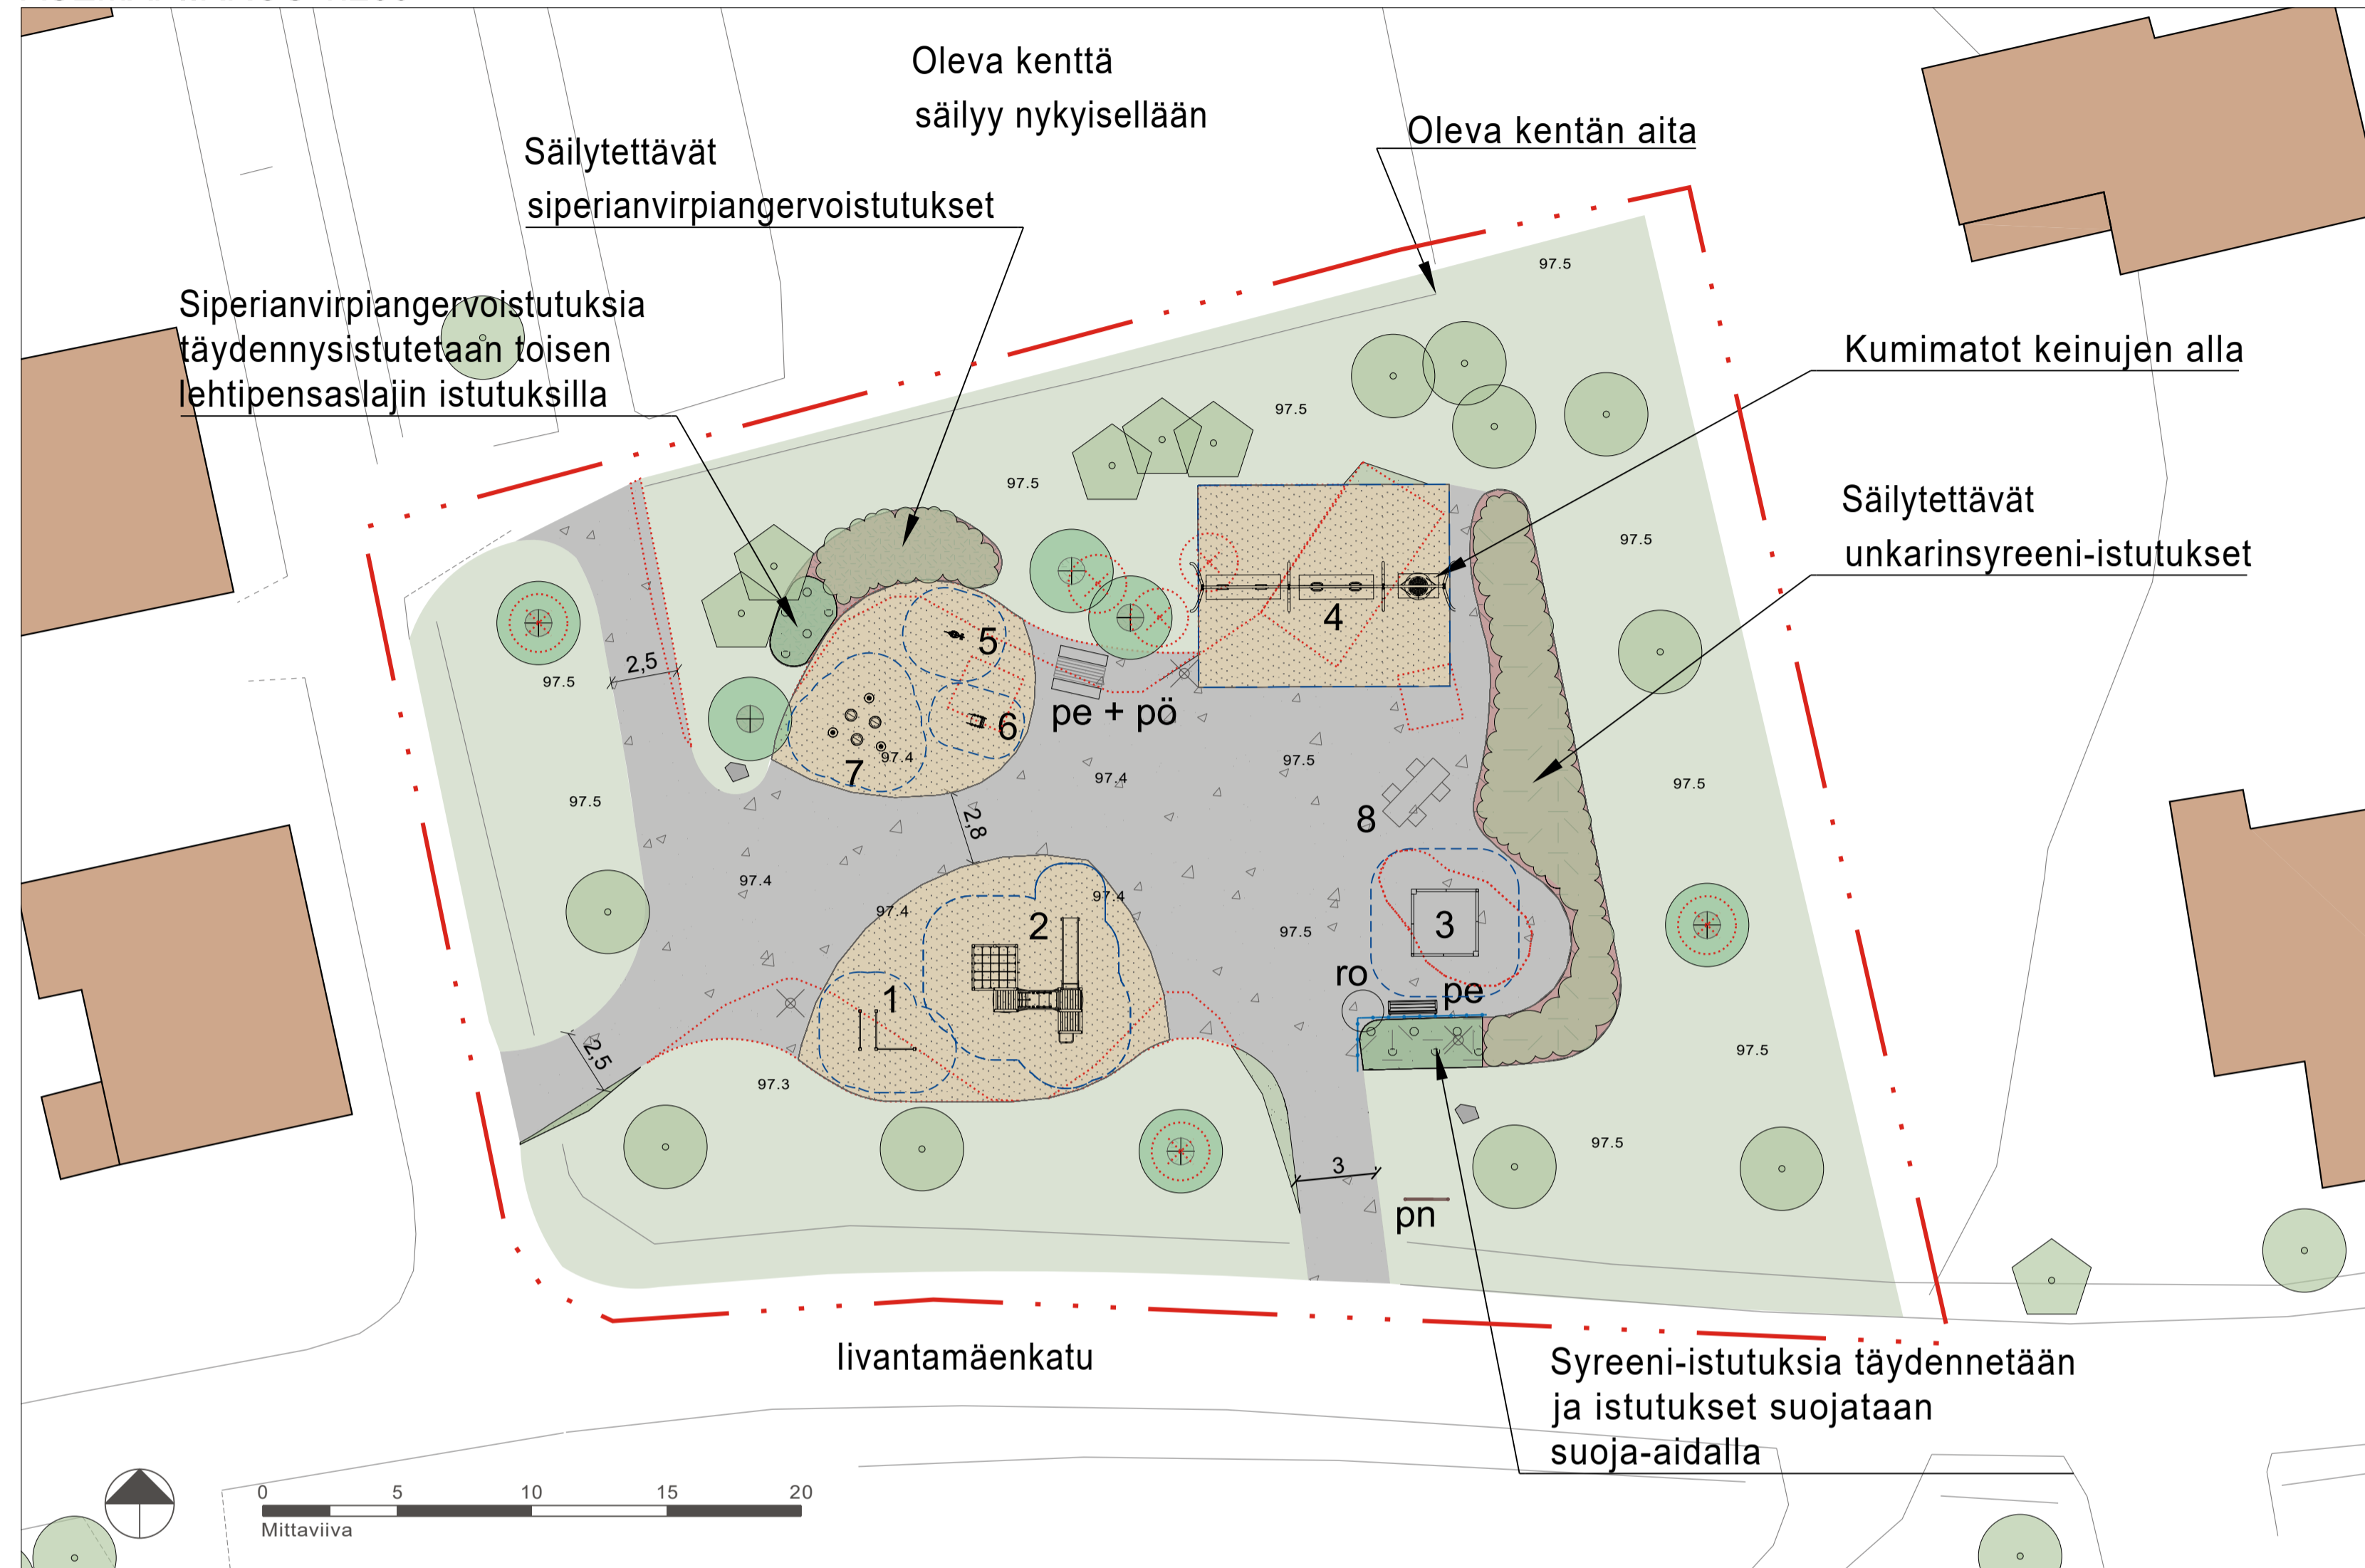 Oleva kenttä
säilyy nykyisellään
Oleva kentän aita
Säilytettävät
siperianvirpiangervoistutukset
97.5
Siperianvirpiangervoistutuksia
täydennysistutetaan toisen
lehtipensaslajin istutuksilla
Kumimatot keinujen alla
97.5
97.5
Säilytettävät
unkarinsyreeni-istutukset
97.5
4
5
2,5
97.5
pe + pö
6
7
97.4
97.4
97.5
97.5
97.5
2,8
8
97.4
97.4
97.4
2
3
97.5
ro
pe
1
2,5
97.3
97.5
97.5
3
pn
Iivantamäenkatu
Syreeni-istutuksia täydennetään
ja istutukset suojataan
suoja-aidalla
0 5 10 15 20
Mittaviiva